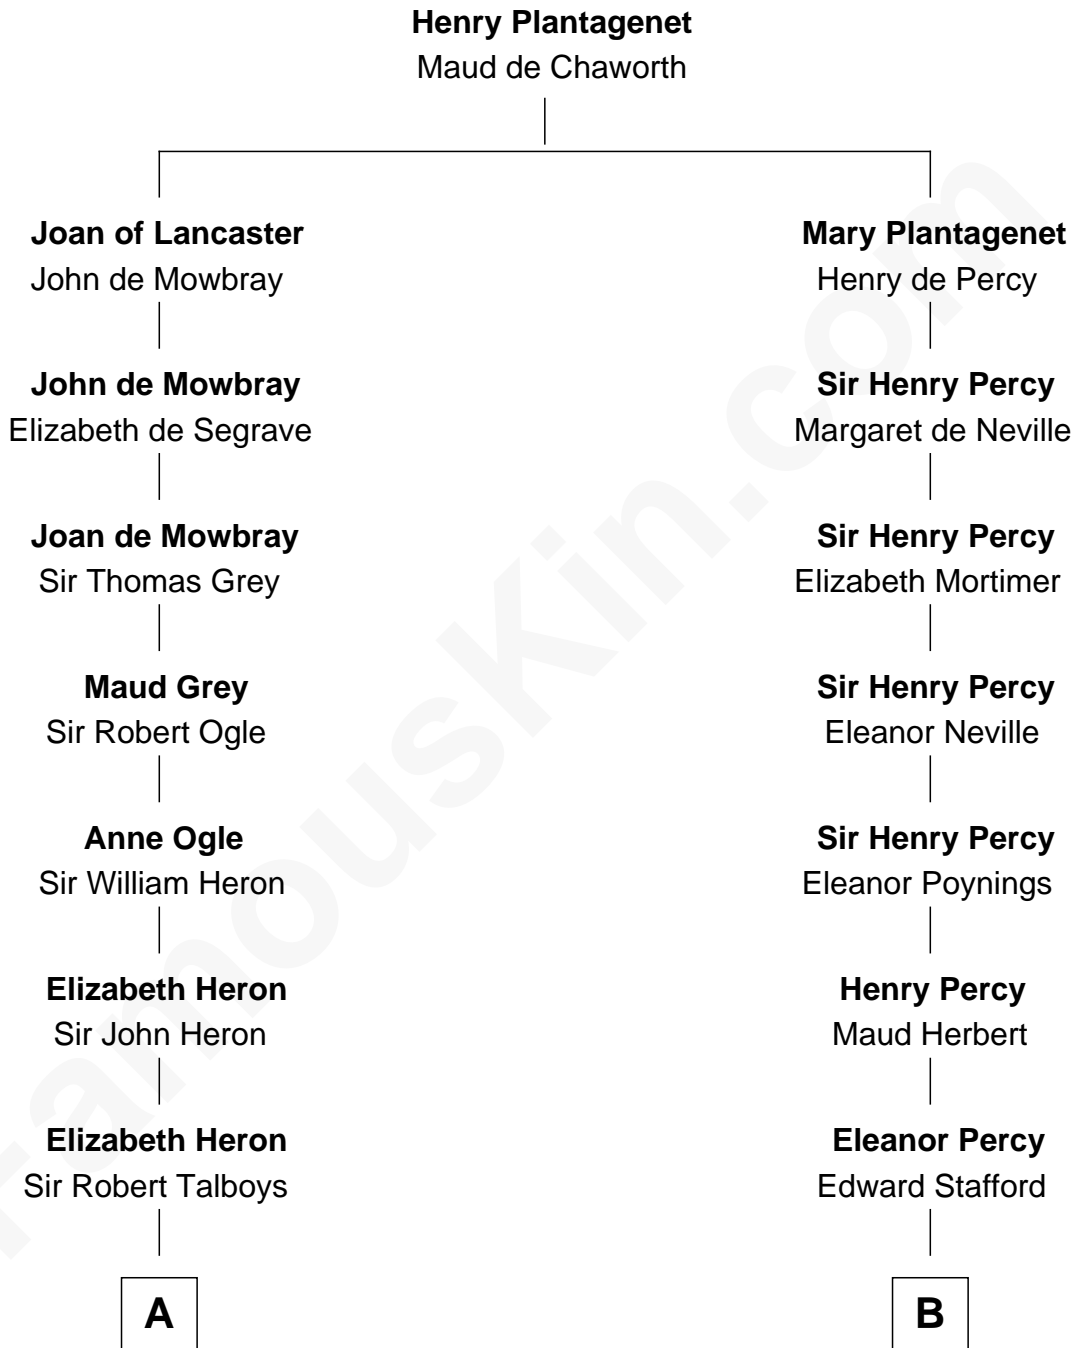 Henry Plantagenet
Maud de Chaworth
Joan of Lancaster
John de Mowbray
Mary Plantagenet
Henry de Percy
John de Mowbray
Elizabeth de Segrave
Sir Henry Percy
Margaret de Neville
Joan de Mowbray
Sir Thomas Grey
Sir Henry Percy
Elizabeth Mortimer
Maud Grey
Sir Robert Ogle
Sir Henry Percy
Eleanor Neville
Anne Ogle
Sir William Heron
Sir Henry Percy
Eleanor Poynings
Elizabeth Heron
Sir John Heron
Henry Percy
Maud Herbert
Elizabeth Heron
Sir Robert Talboys
Eleanor Percy
Edward Stafford
A
B
FamousKin.com